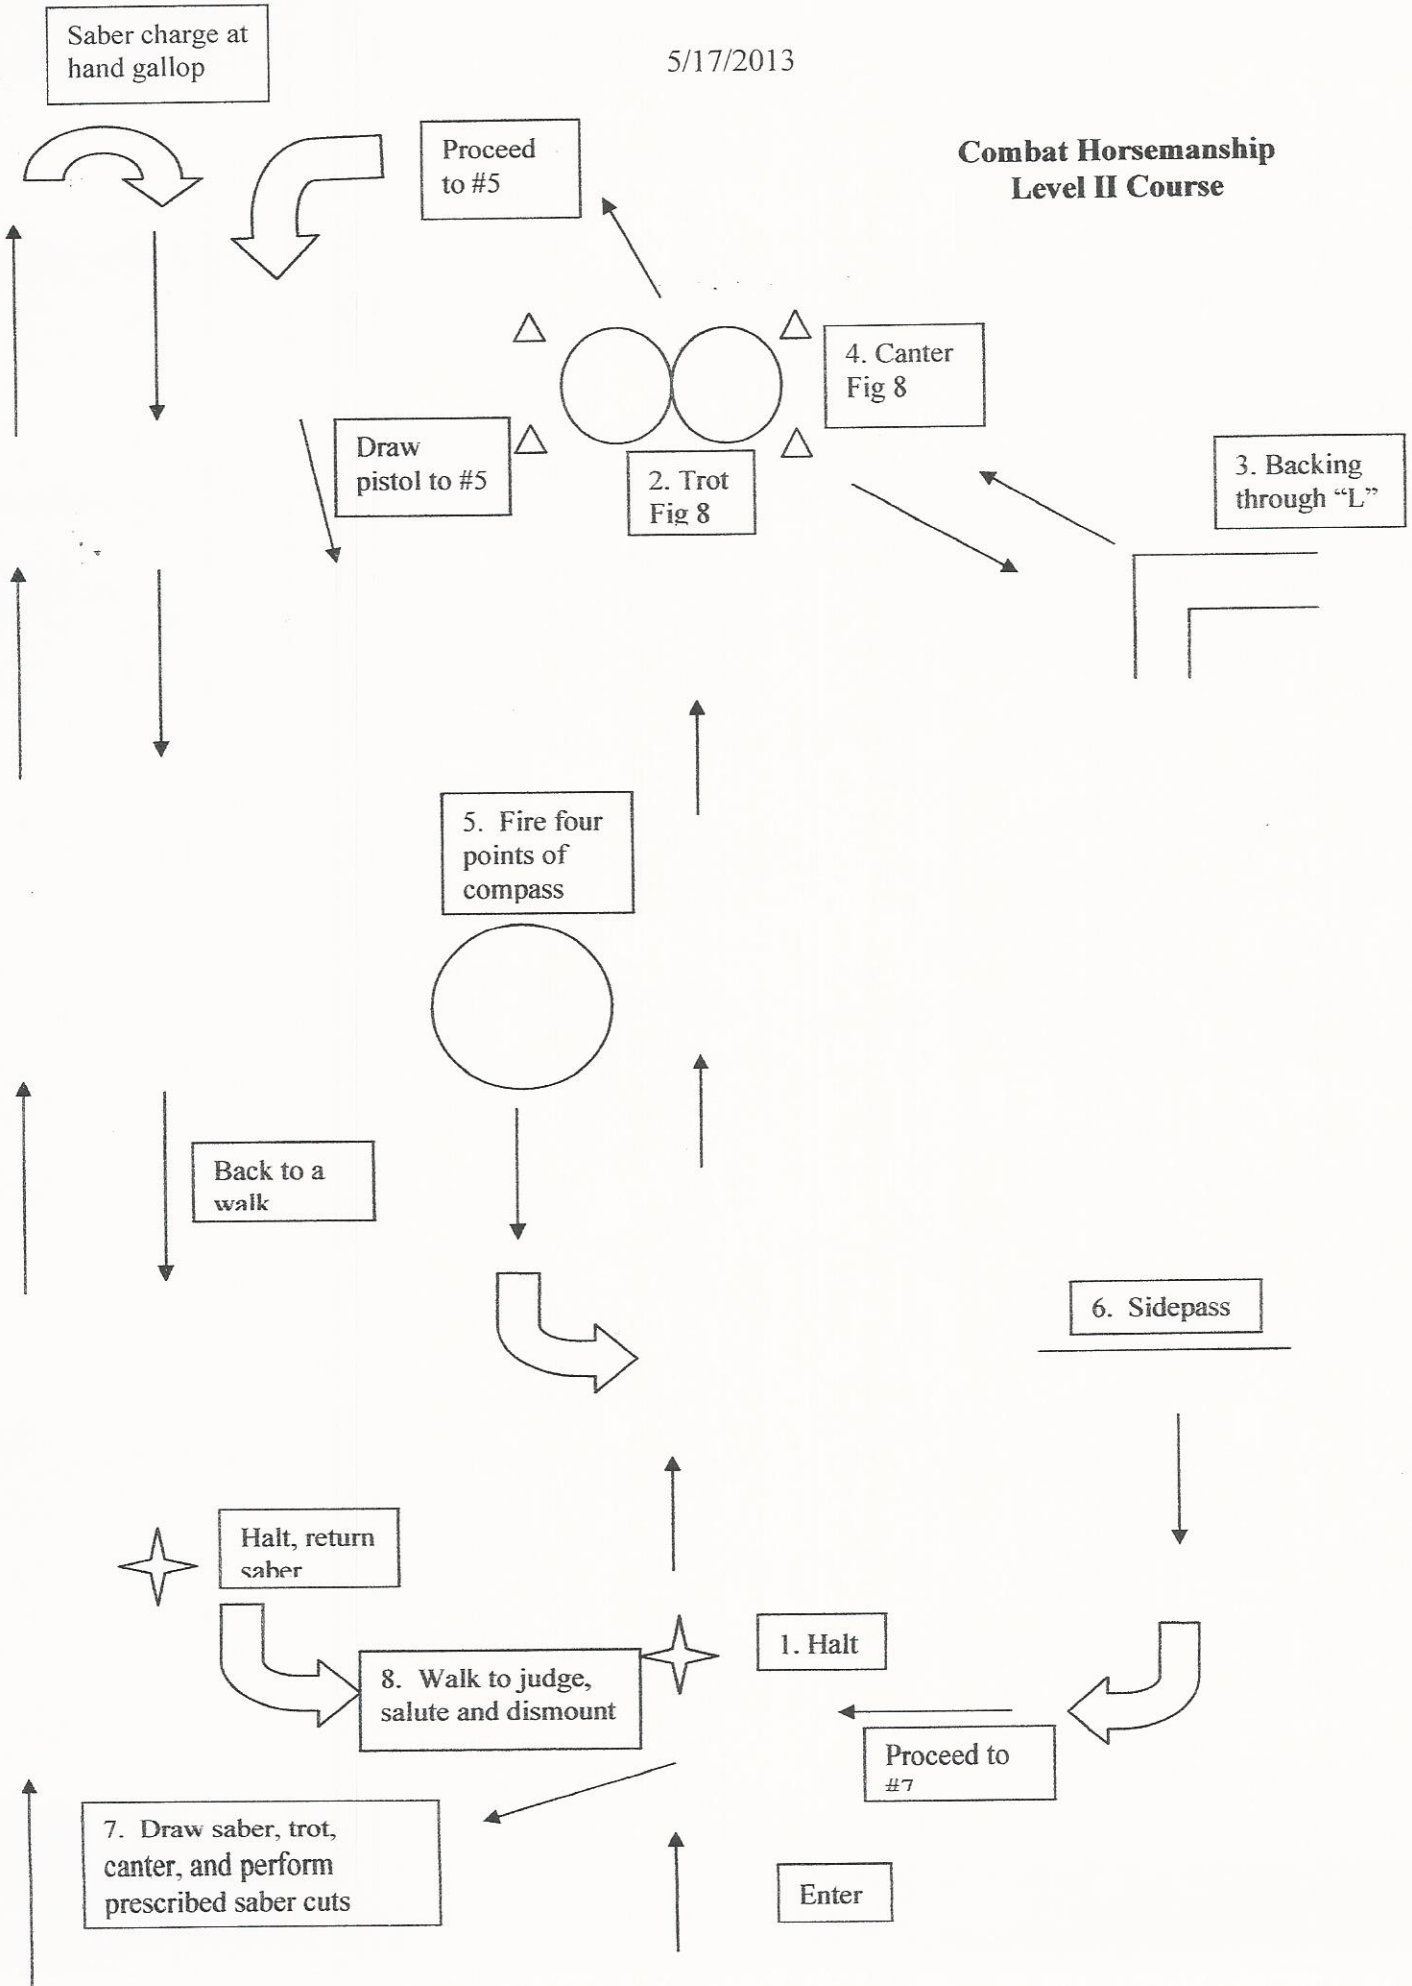 Saber charge at
hand gallop
5/17/2013
Proceed
to #5
Combat Horsemanship
Level II Course
4. Canter
Fig 8
Draw
pistol to #5
2. Trot
Fig 8
3. Backing
through “L”
5. Fire four
points of
compass
Back to a
walk
6. Sidepass
Halt, return
saber
1. Halt
8. Walk to judge,
salute and dismount
Proceed to
#7
7. Draw saber, trot,
canter, and perform
prescribed saber cuts
Enter